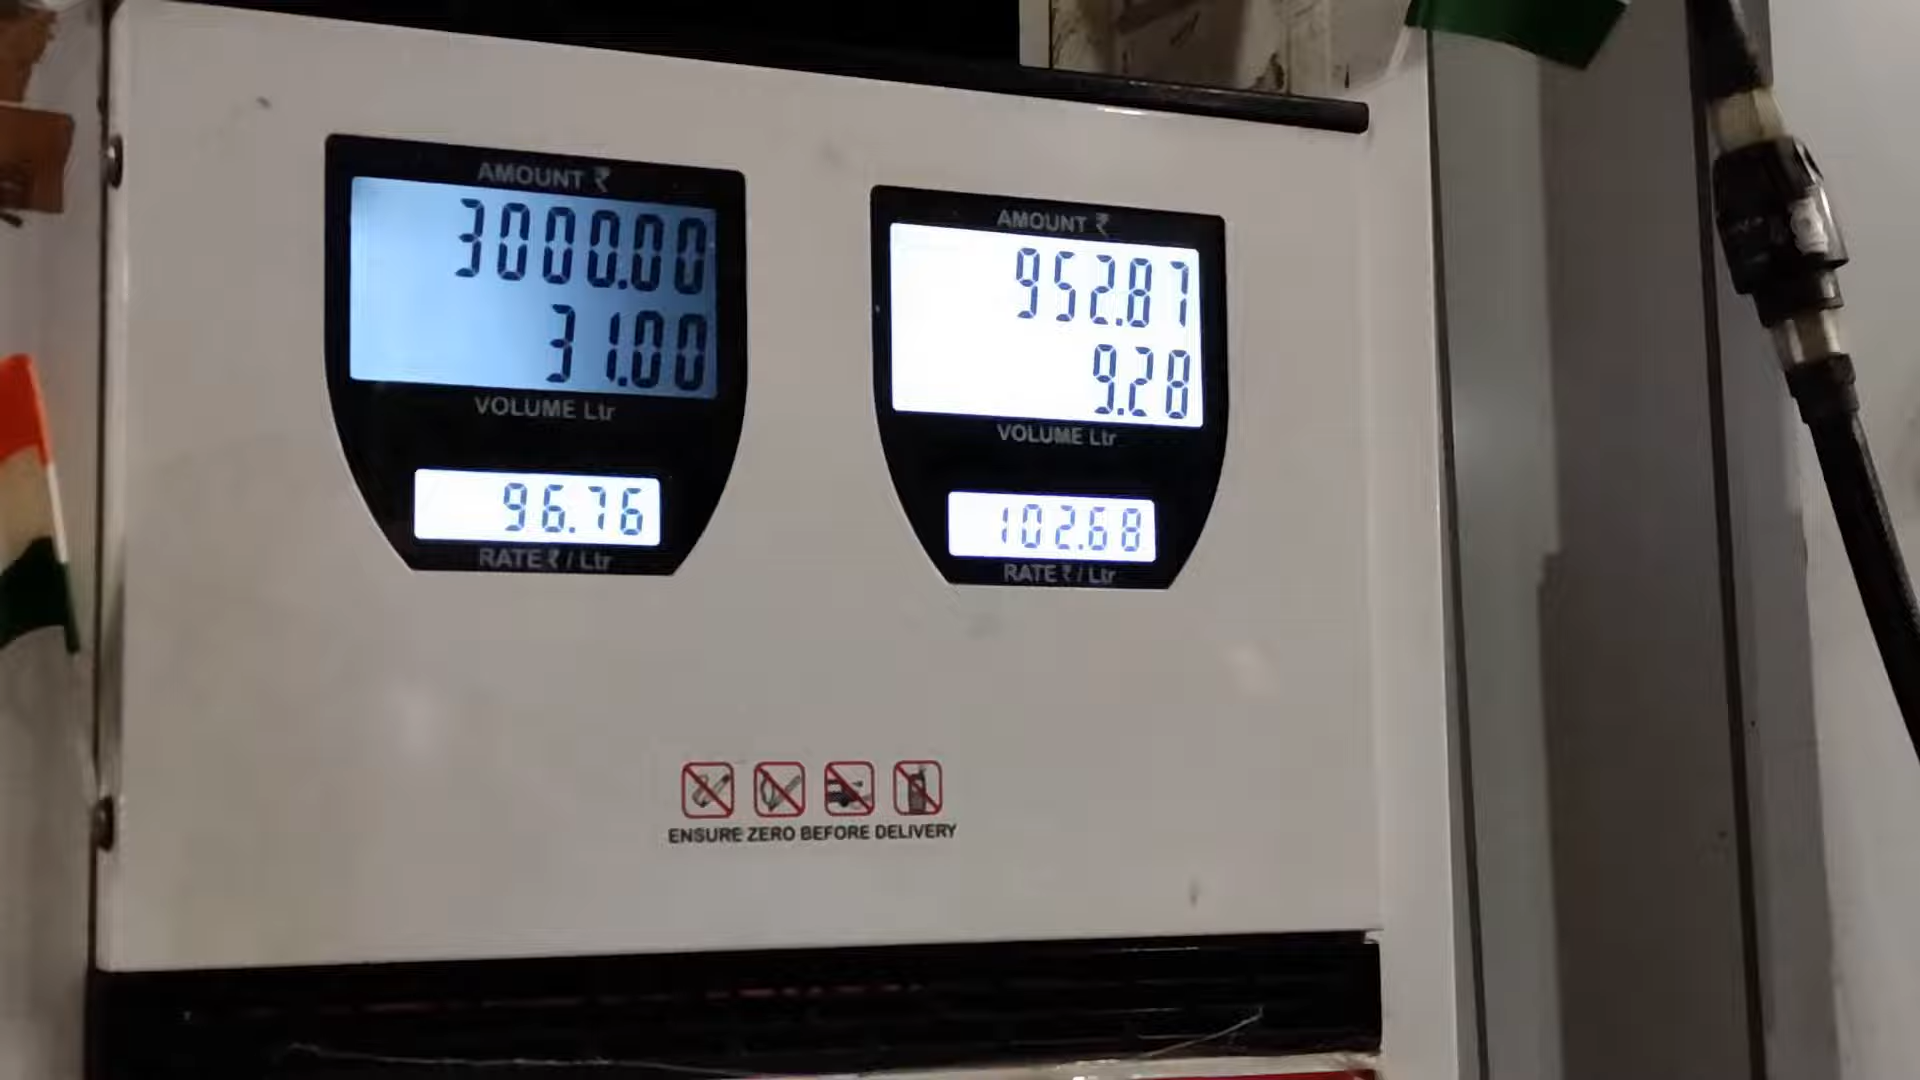 AMOUNT ₹
3000.00
31.00
VOLUME Ltr
96.76
RATE ₹ / Ltr
AMOUNT ₹
952.87
9.28
VOLUME Ltr
102.68
RATE ₹ / Ltr
ENSURE ZERO BEFORE DELIVERY